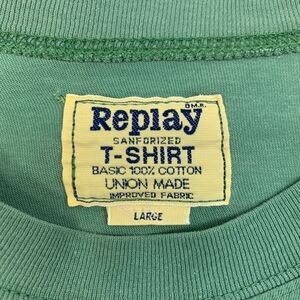 D.M.R.
Replay
SANFORIZED
T-SHIRT
BASIC 100% COTTON
UNION MADE
IMPROVED FABRIC
LARGE